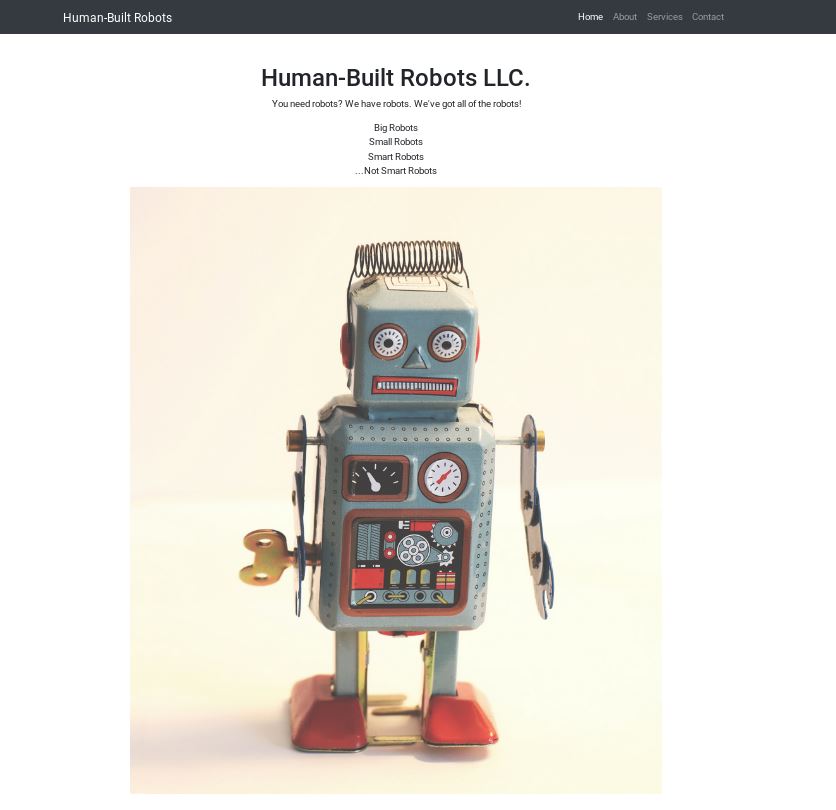 Human-Built Robots
Home About Services Contact
Human-Built Robots LLC.
You need robots? We have robots. We've got all of the robots!
Big Robots
Small Robots
Smart Robots
...Not Smart Robots